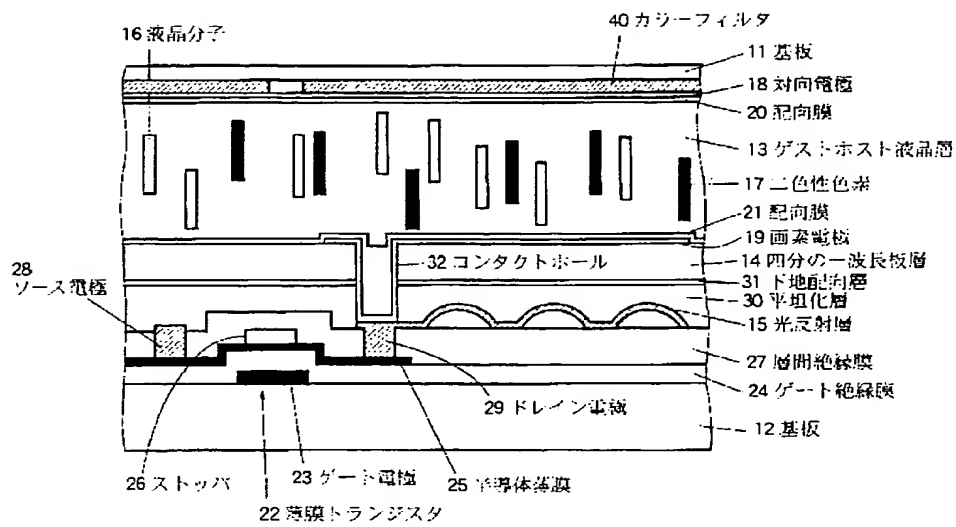 16 液晶分子
40 カラーフィルタ
11 基板
18 対向電極
20 配向膜
13 ゲストホスト液晶層
17 二色性色素
21 配向膜
19 画素電極
32 コンタクトホール
14 四分の一波長板層
31 下地配向層
30 平坦化層
15 光反射層
28
ソース電極
27 層間絶縁膜
24 ゲート絶縁膜
29 ドレイン電極
12 基板
26 ストッパ
23 ゲート電極
25 半導体薄膜
22 薄膜トランジスタ